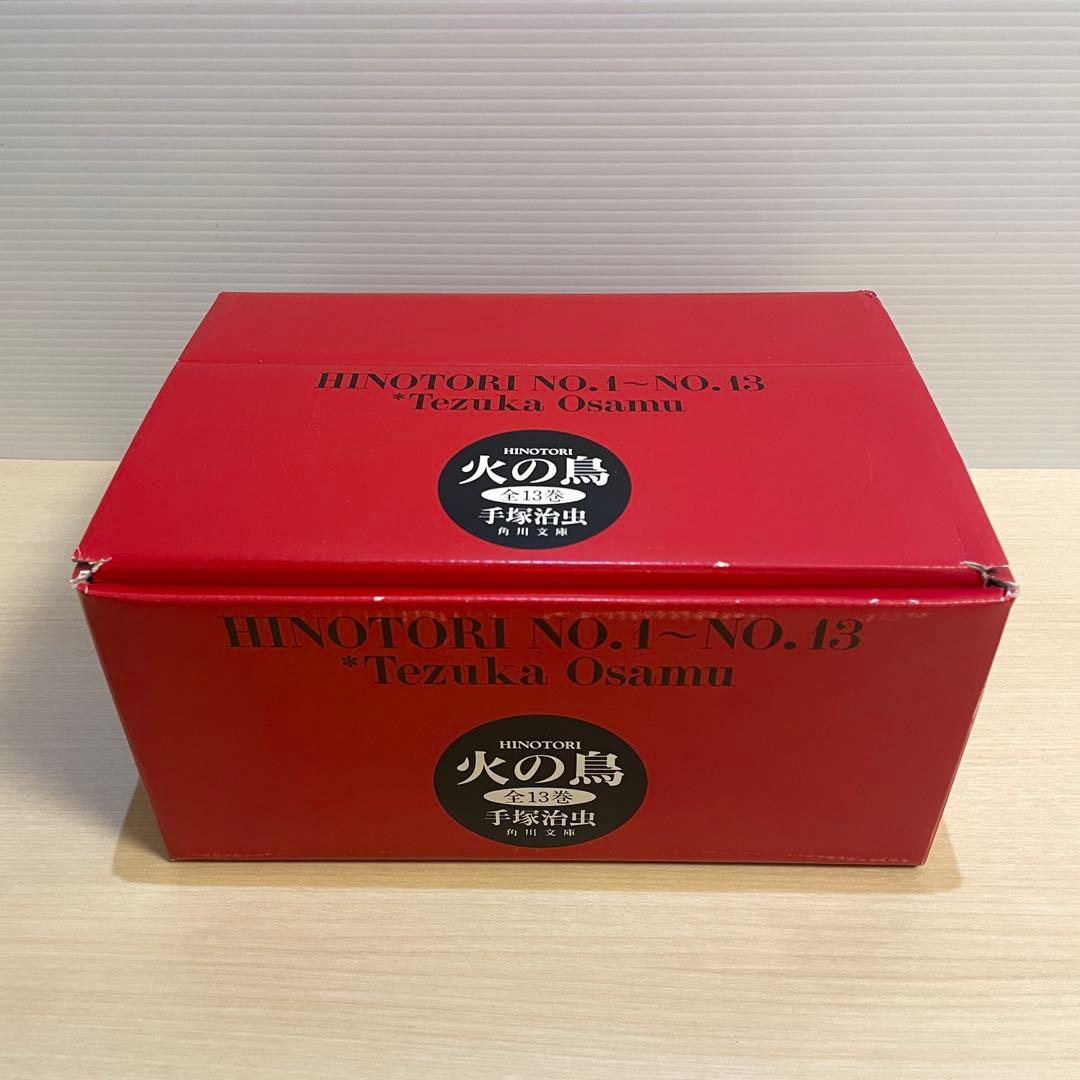 HINOTORI NO.1~NO.13
*Tezuka Osamu
HINOTORI
火の鳥
全13巻
手塚治虫
角川文庫
HINOTORI NO.1~NO.13
*Tezuka Osamu
HINOTORI
火の鳥
全13巻
手塚治虫
角川文庫